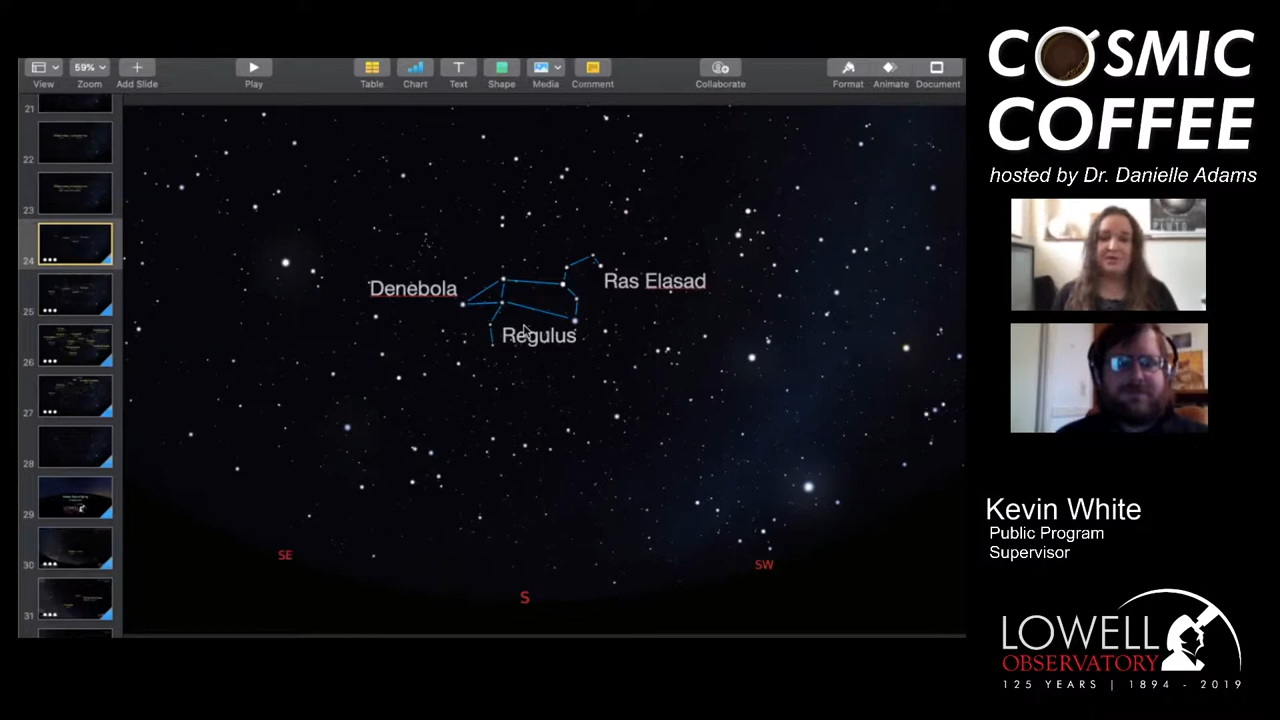 COSMIC
COFFEE
hosted by Dr. Danielle Adams
View
59%
Zoom
Add Slide
Play
Table
Chart
Text
Shape
Media
Comment
Collaborate
Format
Animate
Document
21
22
23
24
25
26
27
28
29
30
31
Denebola
Ras Elasad
Regulus
SE
S
SW
PLUTO
Kevin White
Public Program
Supervisor
LOWELL
OBSERVATORY
125 YEARS | 1894 - 2019